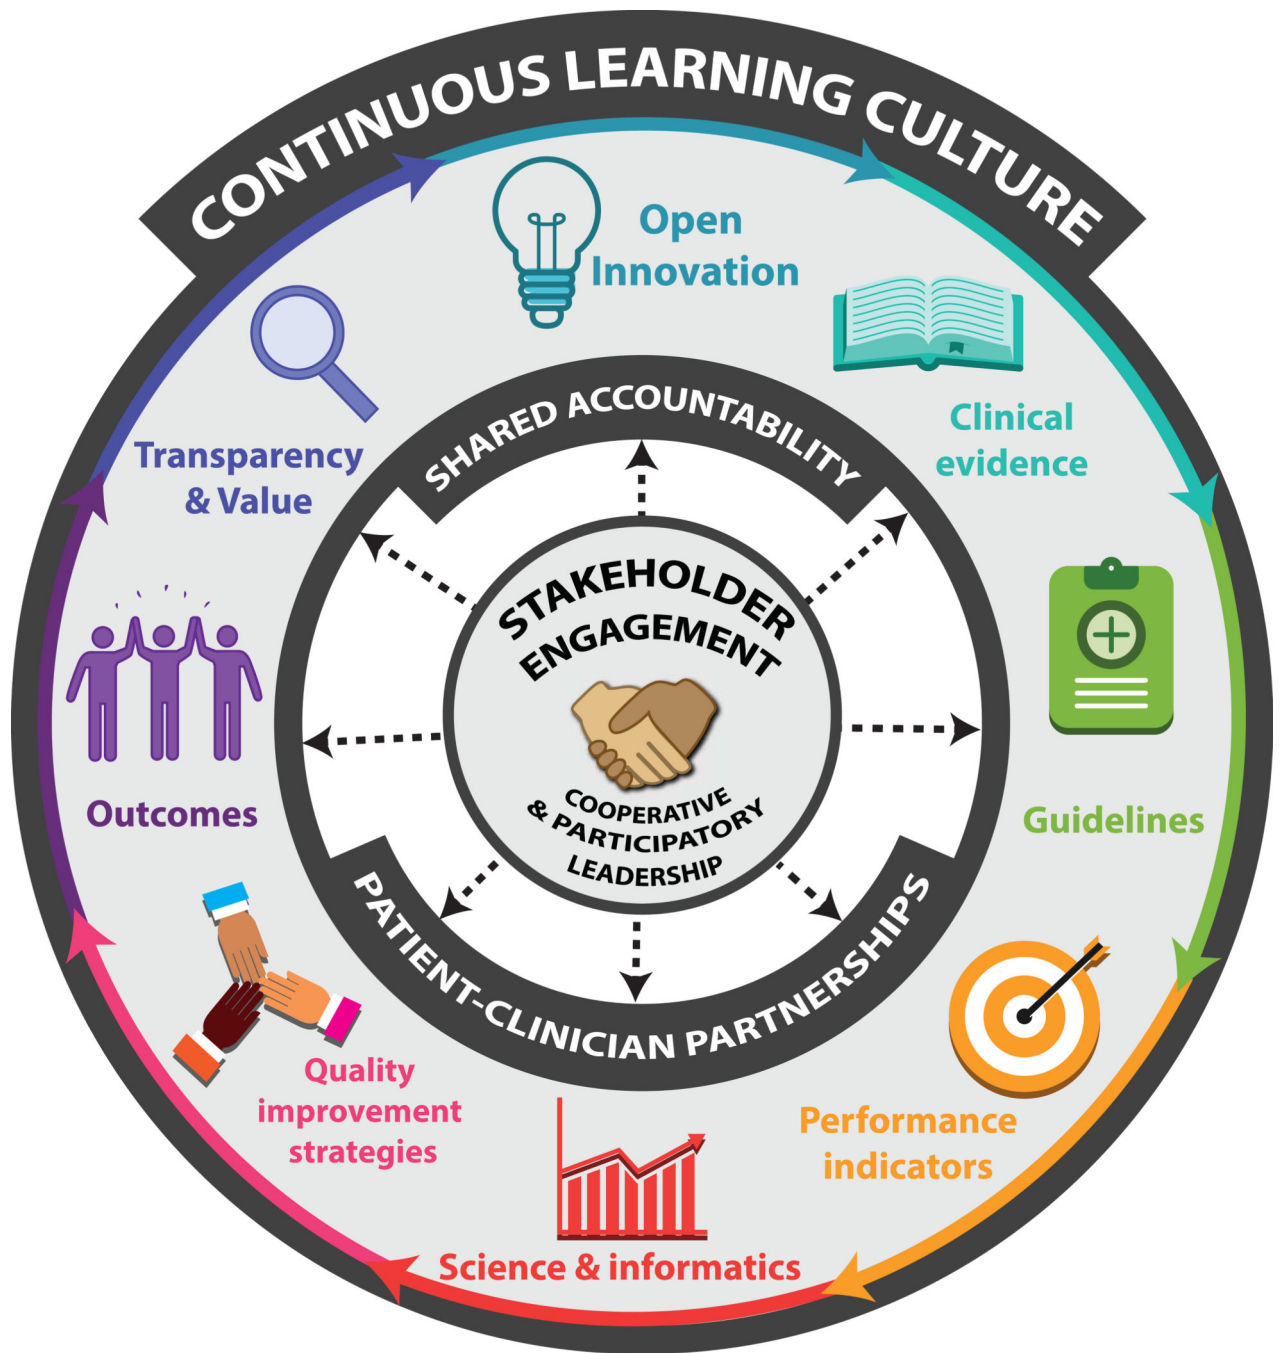 CONTINUOUS LEARNING CULTURE
Open
Innovation
Clinical
evidence
Guidelines
Performance
indicators
Science & informatics
Quality
improvement
strategies
Outcomes
Transparency
& Value
SHARED ACCOUNTABILITY
STAKEHOLDER
ENGAGEMENT
COOPERATIVE
& PARTICIPATORY
LEADERSHIP
PATIENT-CLINICIAN PARTNERSHIPS